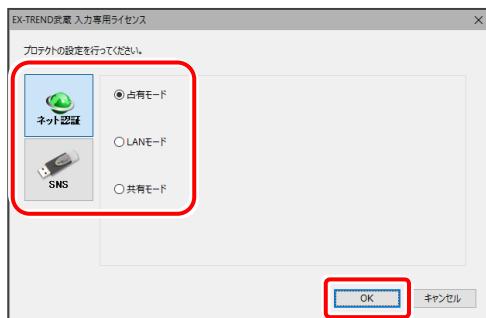 EX-TREND武蔵 入力専用ライセンス
プロテクトの設定を行ってください。
ネット認証
SNS
占有モード
LANモード
共有モード
OK
キャンセル